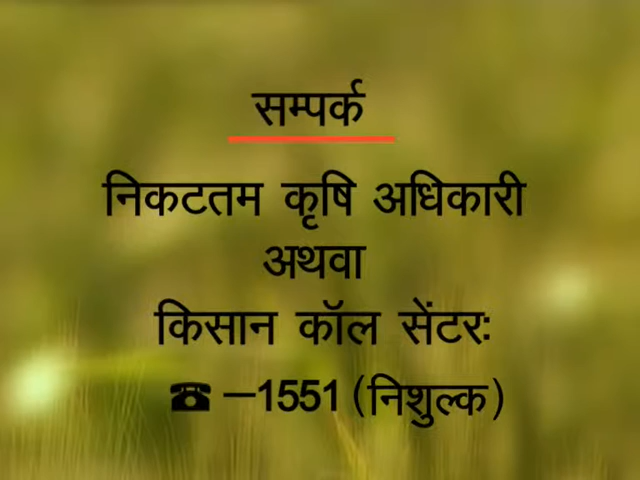 सम्पर्क
निकटतम कृषि अधिकारी
अथवा
किसान कॉल सेंटरः
☎ –1551 (निशुल्क)